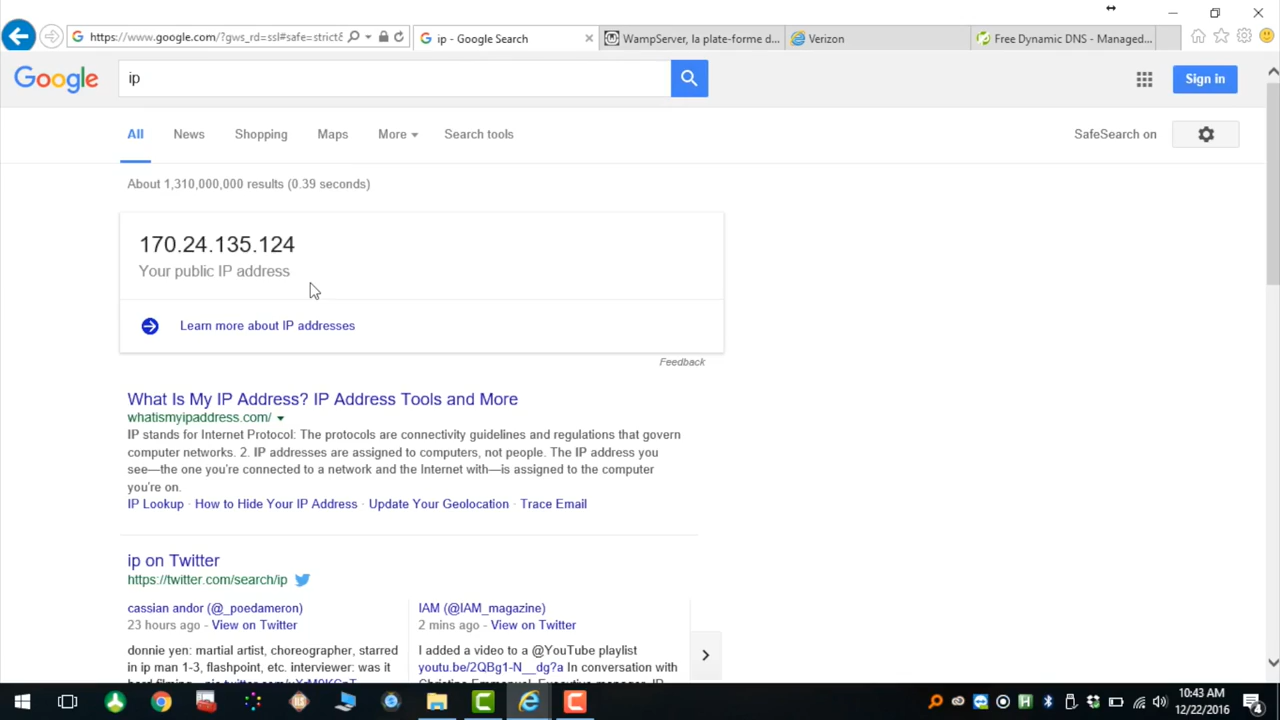 https://www.google.com/?gws_rd=ssl#safe=strict&
ip - Google Search
WampServer, la plate-forme d...
Verizon
Free Dynamic DNS - Managed...
Google
ip
Sign in
All
News
Shopping
Maps
More
Search tools
SafeSearch on
About 1,310,000,000 results (0.39 seconds)
170.24.135.124
Your public IP address
Learn more about IP addresses
Feedback
What Is My IP Address? IP Address Tools and More
whatismyipaddress.com/
IP stands for Internet Protocol: The protocols are connectivity guidelines and regulations that govern
computer networks. 2. IP addresses are assigned to computers, not people. The IP address you
see—the one you're connected to a network and the Internet with—is assigned to the computer
you're on.
IP Lookup · How to Hide Your IP Address · Update Your Geolocation · Trace Email
ip on Twitter
https://twitter.com/search/ip
cassian andor (@_poedameron)
23 hours ago - View on Twitter
donnie yen: martial artist, choreographer, starred
in ip man 1-3, flashpoint, etc. interviewer: was it
IAM (@IAM_magazine)
2 mins ago - View on Twitter
I added a video to a @YouTube playlist
youtu.be/2QBg1-N__dg?a In conversation with
10:43 AM
12/22/2016
4